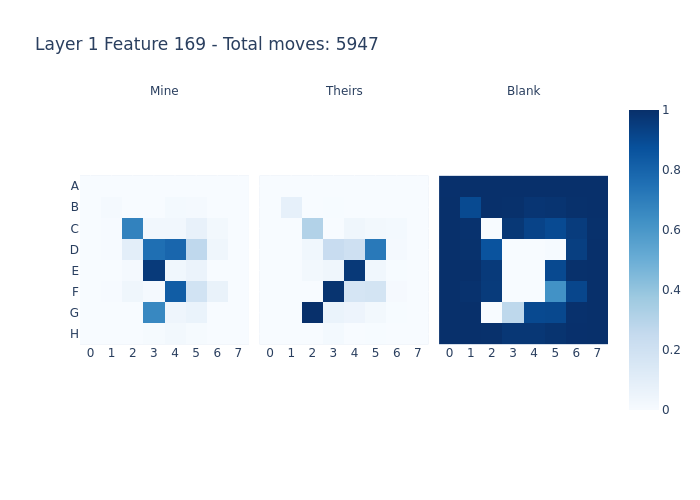 Layer 1 Feature 169 - Total moves: 5947
Mine Theirs Blank
1
A
B
0.8
C
D
0.6
E
0.4
F
G
0.2
H
0 1 2 3 4 5 6 7 0 1 2 3 4 5 6 7 0 1 2 3 4 5 6 7
0